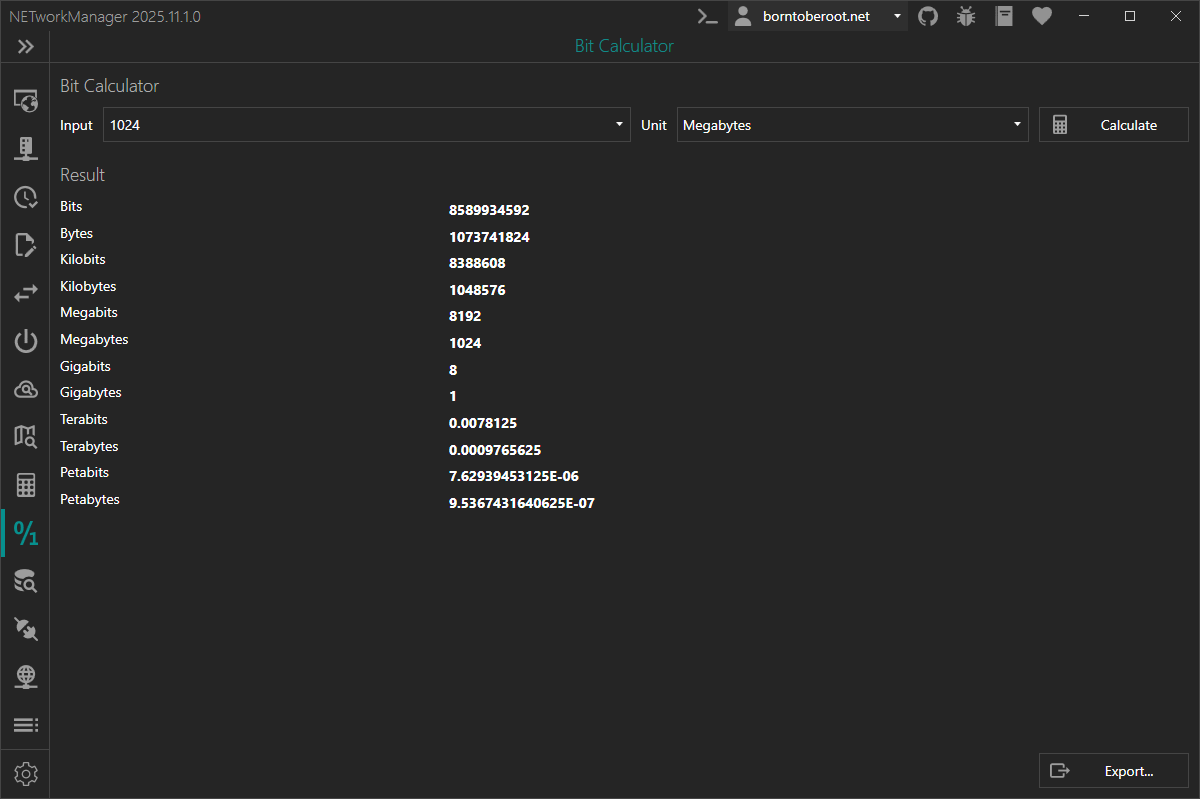 NETworkManager 2025.11.1.0
borntoberoot.net
Bit Calculator
Bit Calculator
Input 1024 Unit Megabytes Calculate
Result
Bits 8589934592
Bytes 1073741824
Kilobits 8388608
Kilobytes 1048576
Megabits 8192
Megabytes 1024
Gigabits 8
Gigabytes 1
Terabits 0.0078125
Terabytes 0.0009765625
Petabits 7.62939453125E-06
Petabytes 9.5367431640625E-07
%1
Export...